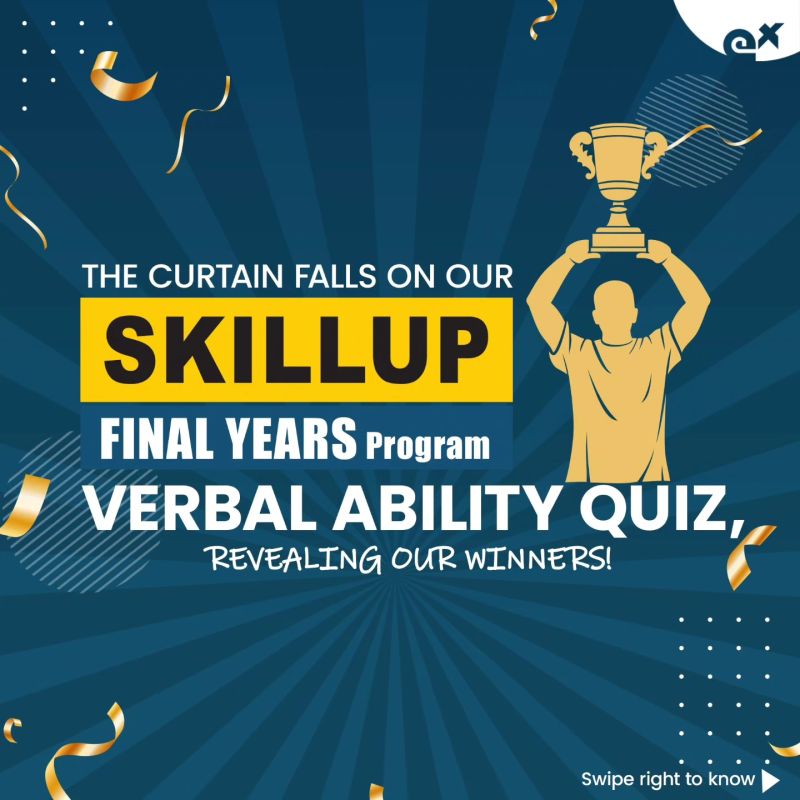 ex
THE CURTAIN FALLS ON OUR
SKILLUP
FINAL YEARS Program
VERBAL ABILITY QUIZ,
REVEALING OUR WINNERS!
Swipe right to know